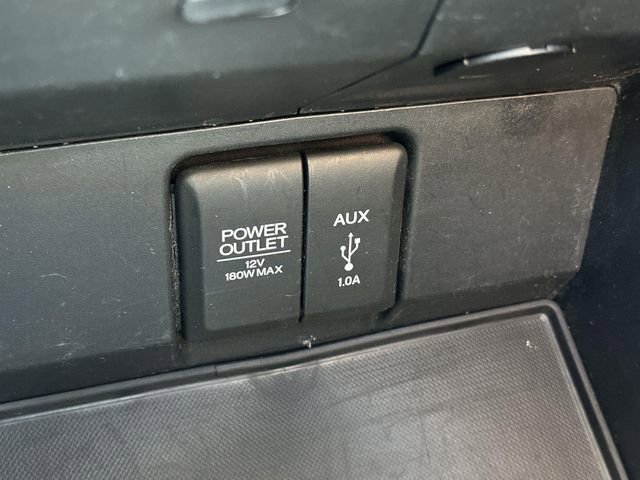 POWER
OUTLET
12V
180W MAX
AUX
1.0A